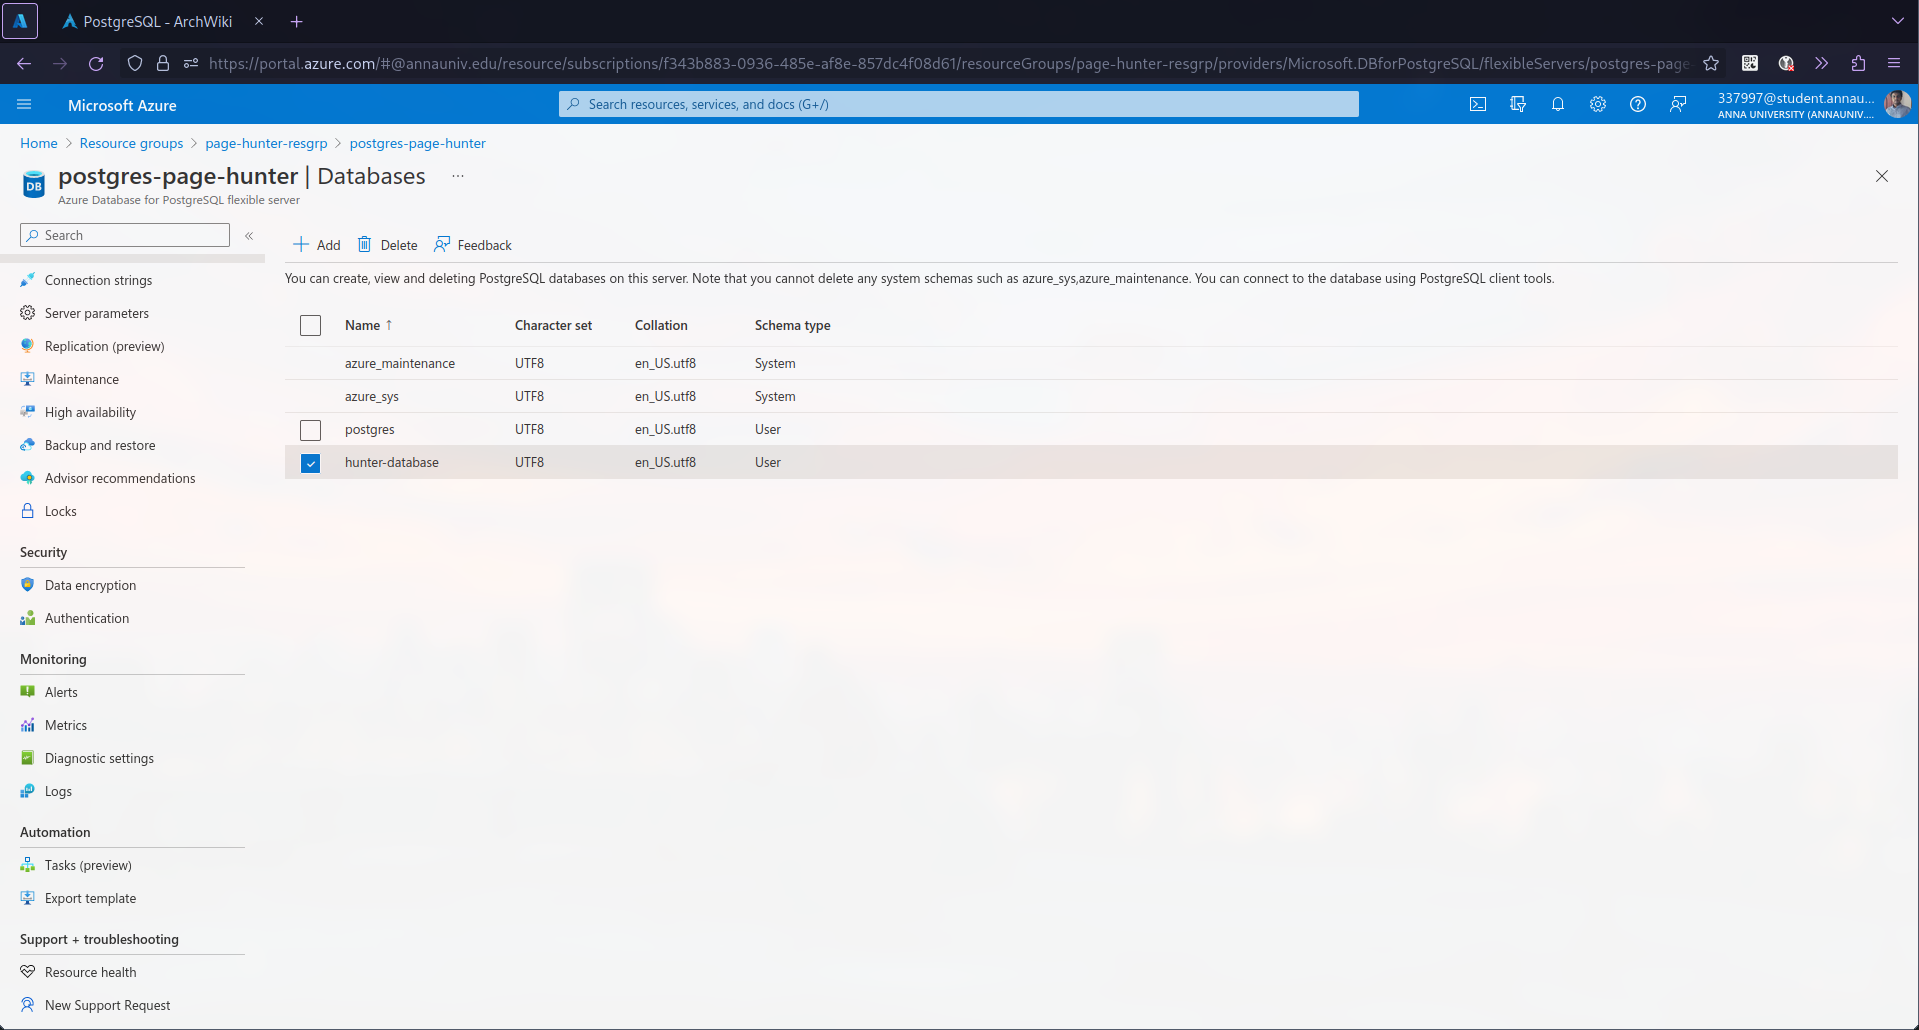 PostgreSQL - ArchWiki
https://portal.azure.com/#@annauniv.edu/resource/subscriptions/f343b883-0936-485e-af8e-857dc4f08d61/resourceGroups/page-hunter-resgrp/providers/Microsoft.DBforPostgreSQL/flexibleServers/postgres-page-
Microsoft Azure
Search resources, services, and docs (G+/)
337997@student.annau...
ANNA UNIVERSITY (ANNAUNIV....
Home > Resource groups > page-hunter-resgrp > postgres-page-hunter
DB
postgres-page-hunter | Databases ...
Azure Database for PostgreSQL flexible server
Search «
Add Delete Feedback
You can create, view and deleting PostgreSQL databases on this server. Note that you cannot delete any system schemas such as azure_sys,azure_maintenance. You can connect to the database using PostgreSQL client tools.
Name ↑ Character set Collation Schema type
azure_maintenance UTF8 en_US.utf8 System
azure_sys UTF8 en_US.utf8 System
postgres UTF8 en_US.utf8 User
hunter-database UTF8 en_US.utf8 User
Connection strings
Server parameters
Replication (preview)
Maintenance
High availability
Backup and restore
Advisor recommendations
Locks
Security
Data encryption
Authentication
Monitoring
Alerts
Metrics
Diagnostic settings
Logs
Automation
Tasks (preview)
Export template
Support + troubleshooting
Resource health
New Support Request